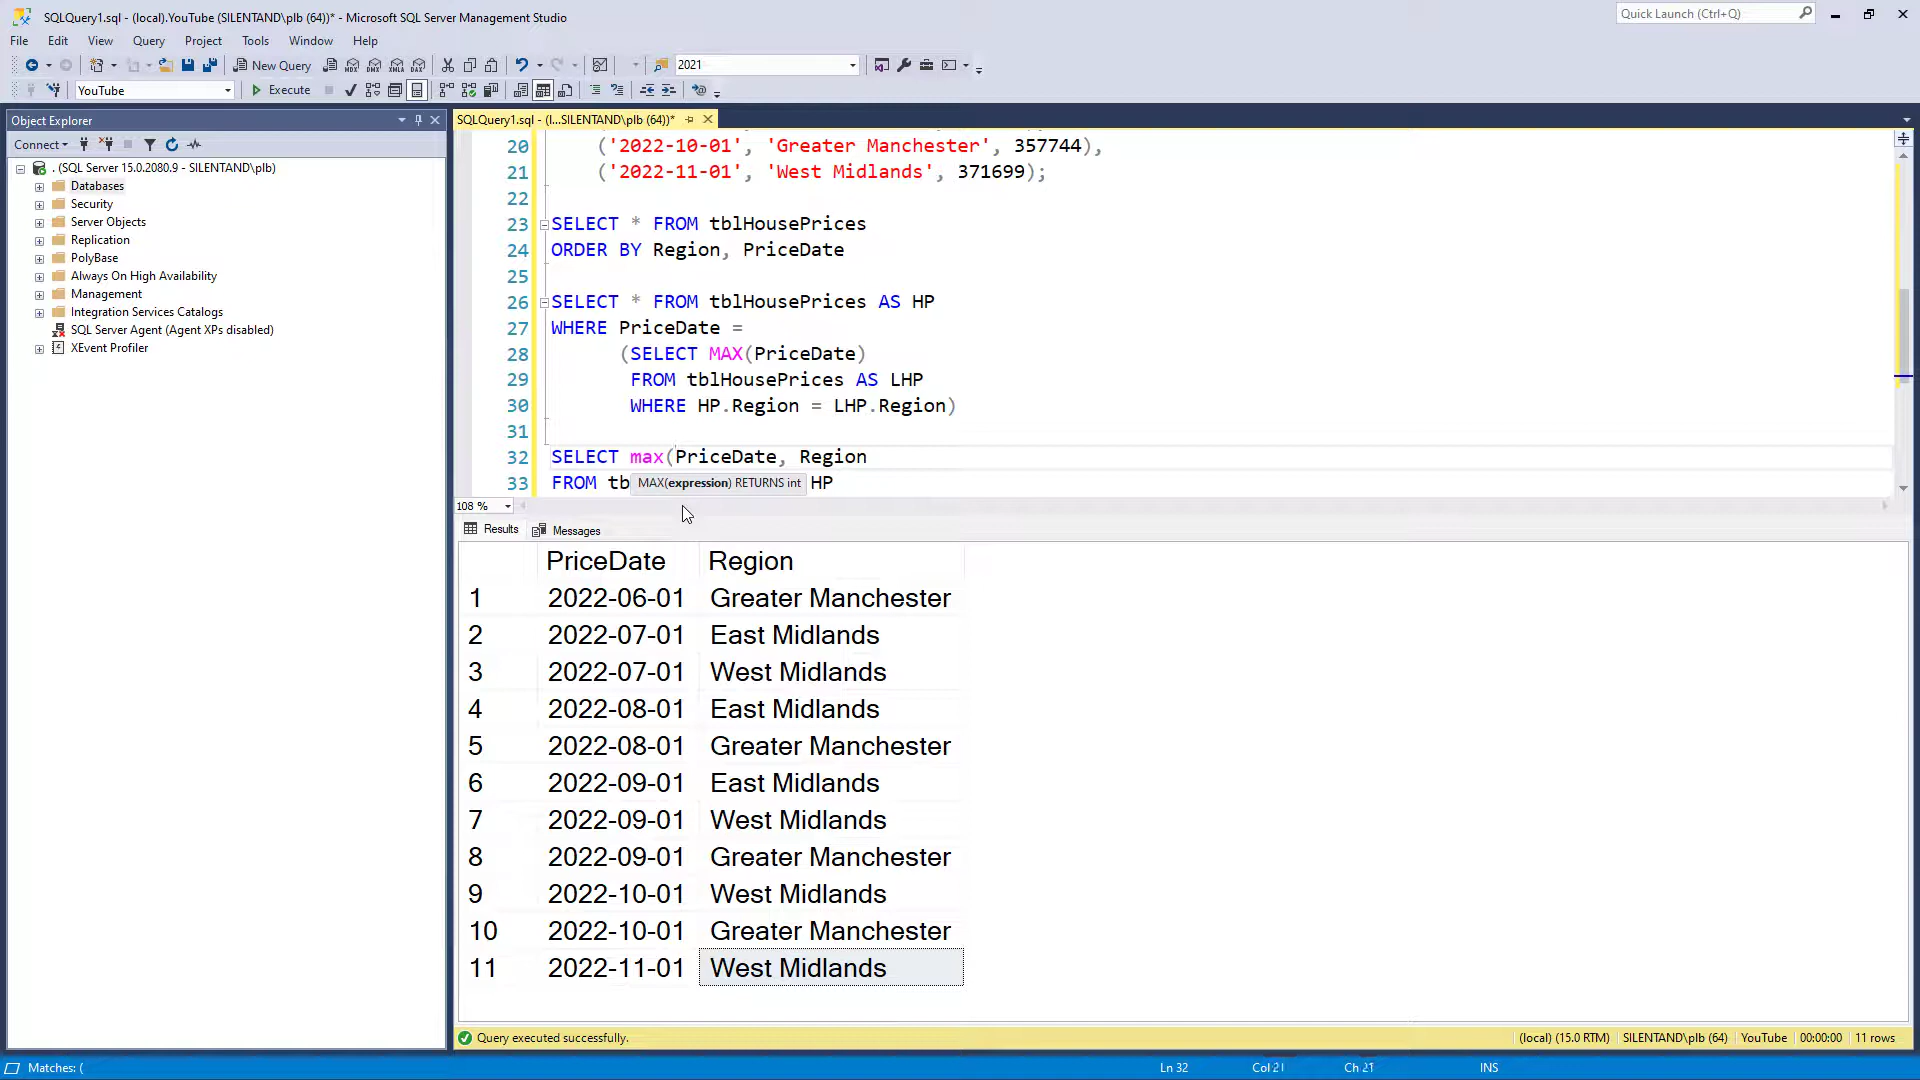 SQLQuery1.sql - (local).YouTube (SILENTAND\plb (64))* - Microsoft SQL Server Management Studio
Quick Launch (Ctrl+Q)
File Edit View Query Project Tools Window Help
New Query
2021
YouTube
Execute
Object Explorer
SQLQuery1.sql - (l...SILENTAND\plb (64))*
Connect
. (SQL Server 15.0.2080.9 - SILENTAND\plb)
Databases
Security
Server Objects
Replication
PolyBase
Always On High Availability
Management
Integration Services Catalogs
SQL Server Agent (Agent XPs disabled)
XEvent Profiler
20 ('2022-10-01', 'Greater Manchester', 357744),
21 ('2022-11-01', 'West Midlands', 371699);
22
23 SELECT * FROM tblHousePrices
24 ORDER BY Region, PriceDate
25
26 SELECT * FROM tblHousePrices AS HP
27 WHERE PriceDate =
28 (SELECT MAX(PriceDate)
29 FROM tblHousePrices AS LHP
30 WHERE HP.Region = LHP.Region)
31
32 SELECT max(PriceDate, Region
33 FROM tb HP
MAX(expression) RETURNS int
108 %
Results Messages
PriceDate Region
1 2022-06-01 Greater Manchester
2 2022-07-01 East Midlands
3 2022-07-01 West Midlands
4 2022-08-01 East Midlands
5 2022-08-01 Greater Manchester
6 2022-09-01 East Midlands
7 2022-09-01 West Midlands
8 2022-09-01 Greater Manchester
9 2022-10-01 West Midlands
10 2022-10-01 Greater Manchester
11 2022-11-01 West Midlands
Query executed successfully.
(local) (15.0 RTM) SILENTAND\plb (64) YouTube 00:00:00 11 rows
Matches: (
Ln 32 Col 21 Ch 21 INS